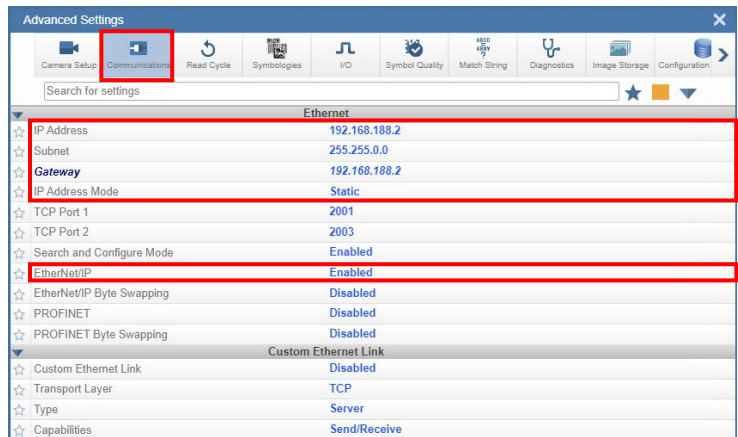 Advanced Settings
Camera Setup Communications Read Cycle Symbologies I/O Symbol Quality Match String Diagnostics Image Storage Configuration
Search for settings
Ethernet
IP Address 192.168.188.2
Subnet 255.255.0.0
Gateway 192.168.188.2
IP Address Mode Static
TCP Port 1 2001
TCP Port 2 2003
Search and Configure Mode Enabled
EtherNet/IP Enabled
EtherNet/IP Byte Swapping Disabled
PROFINET Disabled
PROFINET Byte Swapping Disabled
Custom Ethernet Link
Custom Ethernet Link Disabled
Transport Layer TCP
Type Server
Capabilities Send/Receive